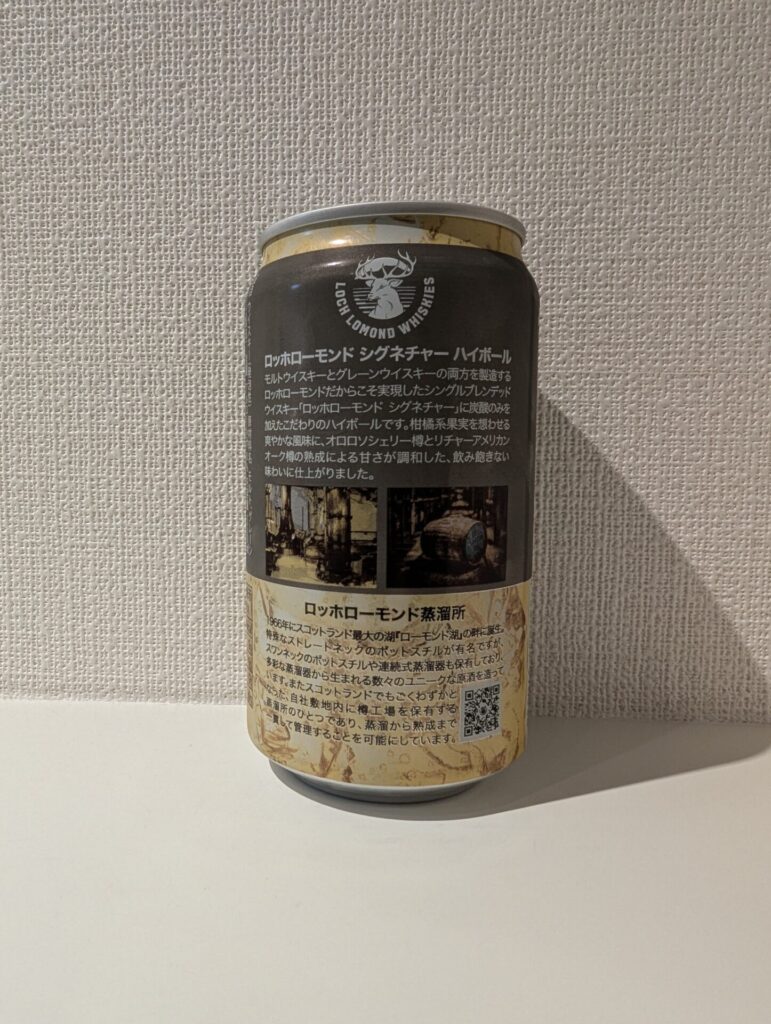 LOCH LOMOND WHISKIES
ロッホローモンド シグネチャー ハイボール
モルトウイスキーとグレーンウイスキーの両方を製造する
ロッホローモンドだからこそ実現したシングルブレンデッド
ウイスキー「ロッホローモンド シグネチャー」に炭酸のみを
加えたこだわりのハイボールです。柑橘系果実を想わせる
爽やかな風味に、オロロソシェリー樽とリチャーアメリカン
オーク樽の熟成による甘さが調和した、飲み飽きない
味わいに仕上がりました。
ロッホローモンド蒸溜所
1966年にスコットランド最大の湖『ローモンド湖』の畔に誕生。
特殊なストレートネックのポットスチルが有名ですが、
スワンネックのポットスチルや連続式蒸溜器も保有しており、
多彩な蒸溜器から生まれる数々のユニークな原酒を造って
います。またスコットランドでもごくわずかと
なった、自社敷地内に樽工場を保有する
蒸溜所のひとつであり、蒸溜から熟成まで
一貫して管理することを可能にしています。